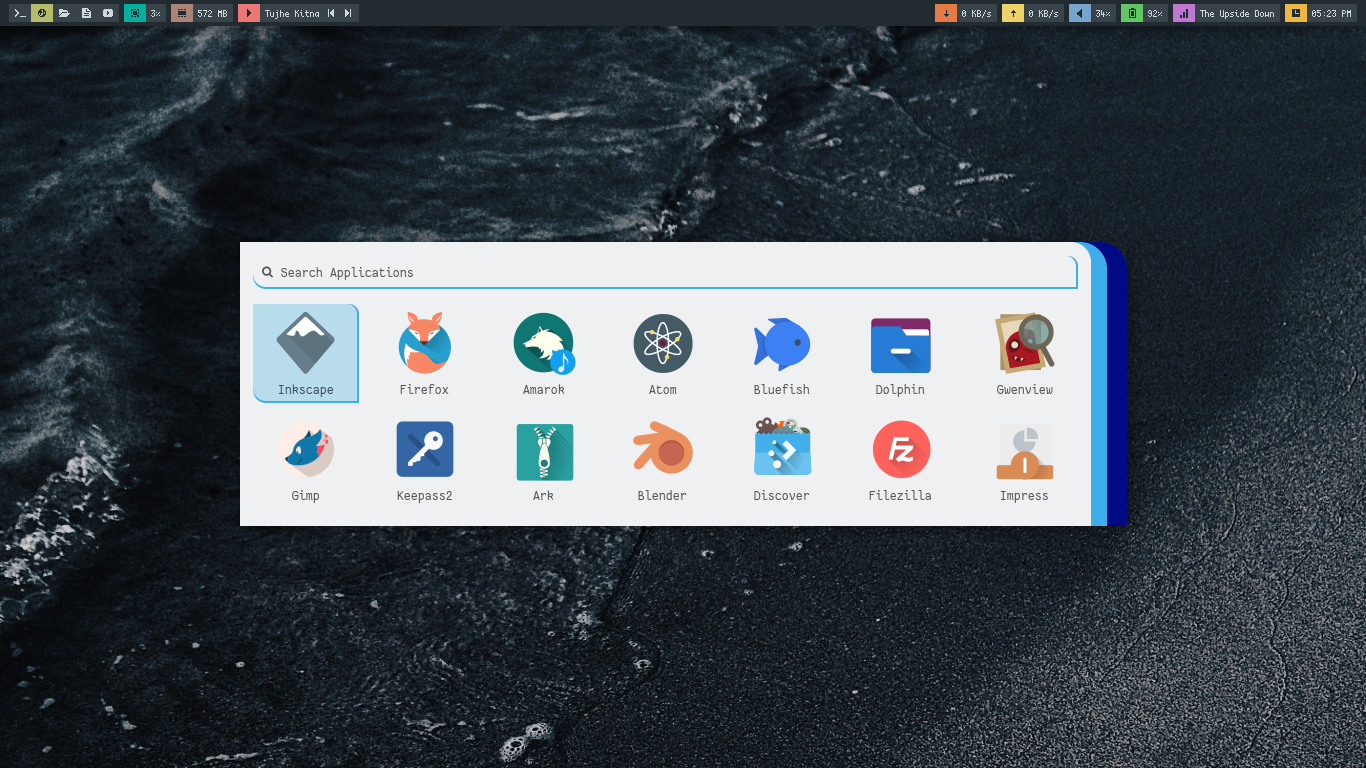 3% 572 MB Tujhe Kitna 0 KB/s 0 KB/s 34% 92% The Upside Down 05:23 PM
Search Applications
Inkscape Firefox Amarok Atom Bluefish Dolphin Gwenview
Gimp Keepass2 Ark Blender Discover Filezilla Impress